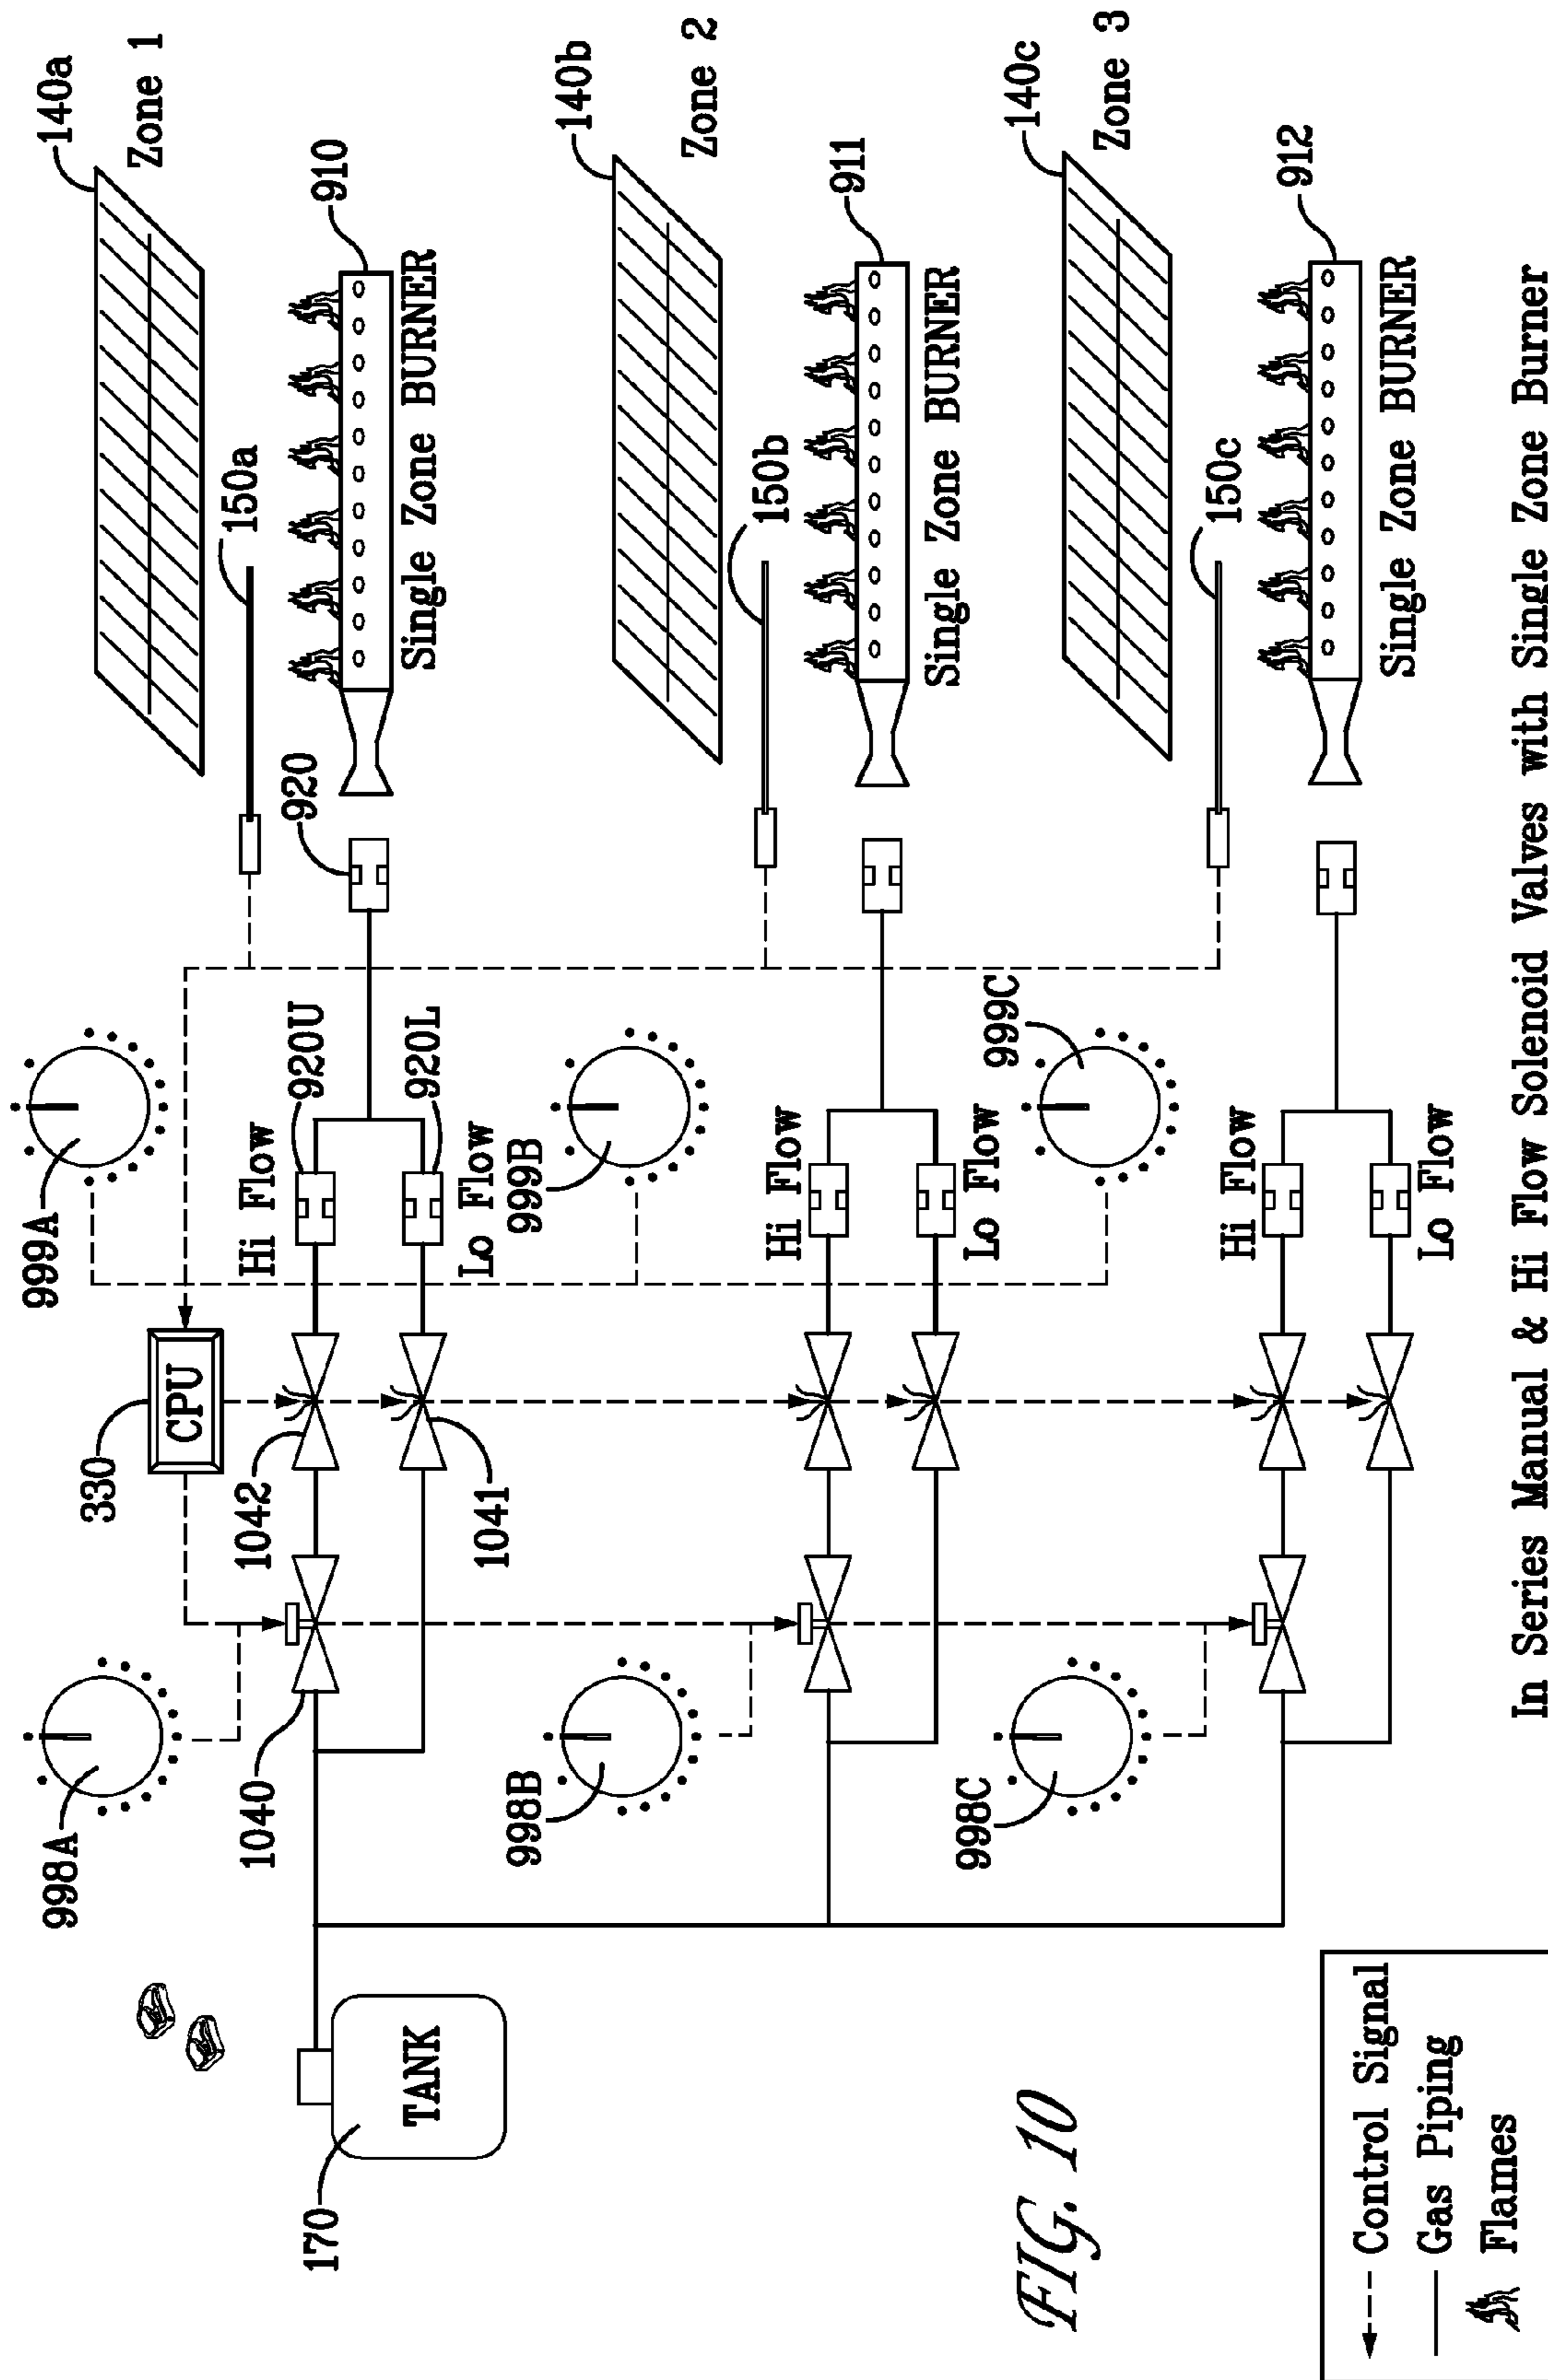 998A
999A
140a
Zone 1
330
CPU
150a
1042
Hi Flow
920U
920
910
1040
1041
Lo Flow
920L
Single Zone BURNER
170
TANK
998B
999B
140b
Zone 2
150b
Hi Flow
911
Lo Flow
Single Zone BURNER
998C
999C
140c
Zone 3
150c
Hi Flow
912
Lo Flow
Single Zone BURNER
FIG. 10
Control Signal
Gas Piping
Flames
In Series Manual & Hi Flow Solenoid Valves with Single Zone Burner